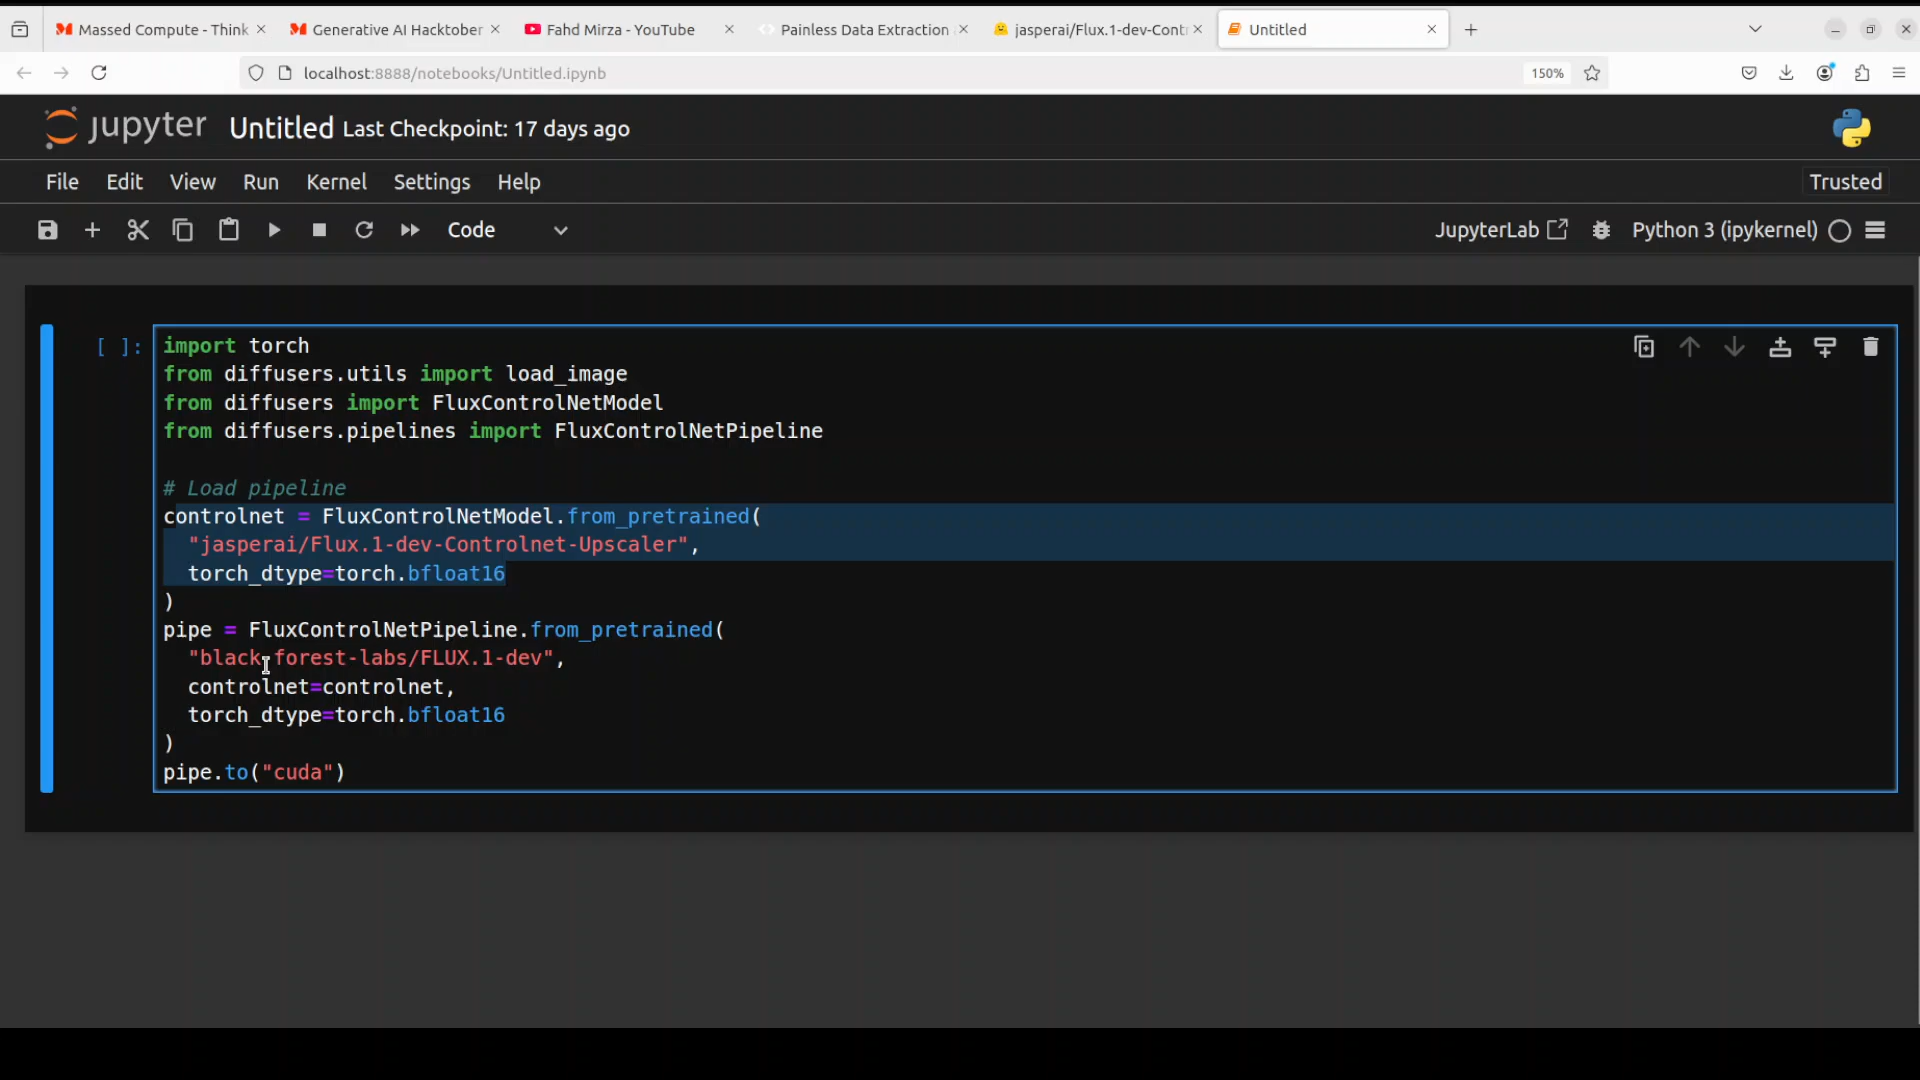 Massed Compute - Think
Generative AI Hacktober
Fahd Mirza - YouTube
Painless Data Extraction
jasperai/Flux.1-dev-Cont
Untitled
localhost:8888/notebooks/Untitled.ipynb
150%
jupyter Untitled Last Checkpoint: 17 days ago
File Edit View Run Kernel Settings Help Trusted
Code JupyterLab Python 3 (ipykernel)
[ ]: import torch
from diffusers.utils import load_image
from diffusers import FluxControlNetModel
from diffusers.pipelines import FluxControlNetPipeline
# Load pipeline
controlnet = FluxControlNetModel.from_pretrained(
"jasperai/Flux.1-dev-Controlnet-Upscaler",
torch_dtype=torch.bfloat16
)
pipe = FluxControlNetPipeline.from_pretrained(
"black-forest-labs/FLUX.1-dev",
controlnet=controlnet,
torch_dtype=torch.bfloat16
)
pipe.to("cuda")